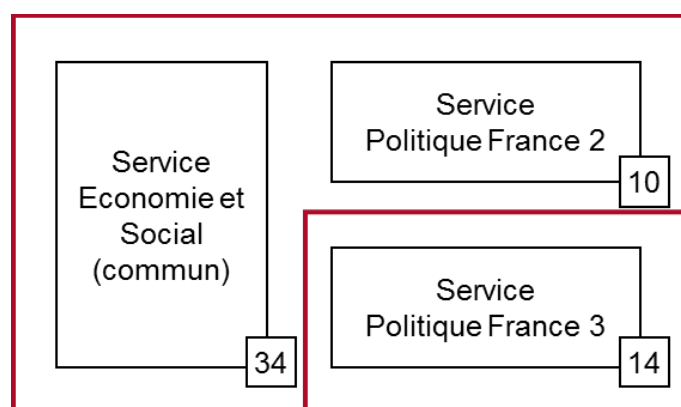 Service
Economie et
Social
(commun)
34
Service
Politique France 2
10
Service
Politique France 3
14